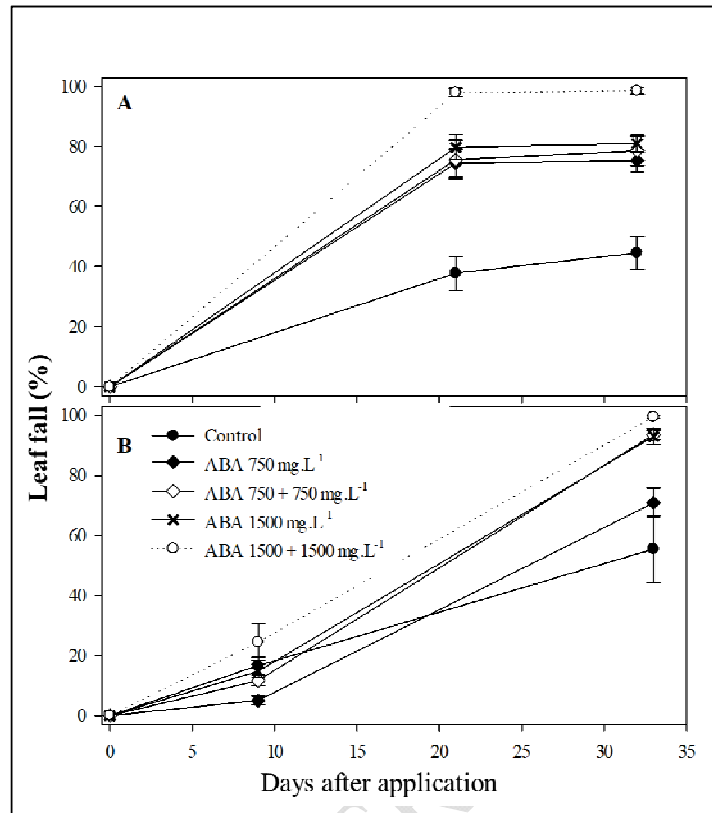 100
A
80
60
40
20
0
Leaf fall (%)
100
B
80
60
40
20
0
Control
ABA 750 mg.L-1
ABA 750 + 750 mg.L-1
ABA 1500 mg.L-1
ABA 1500 + 1500 mg.L-1
0 5 10 15 20 25 30 35
Days after application